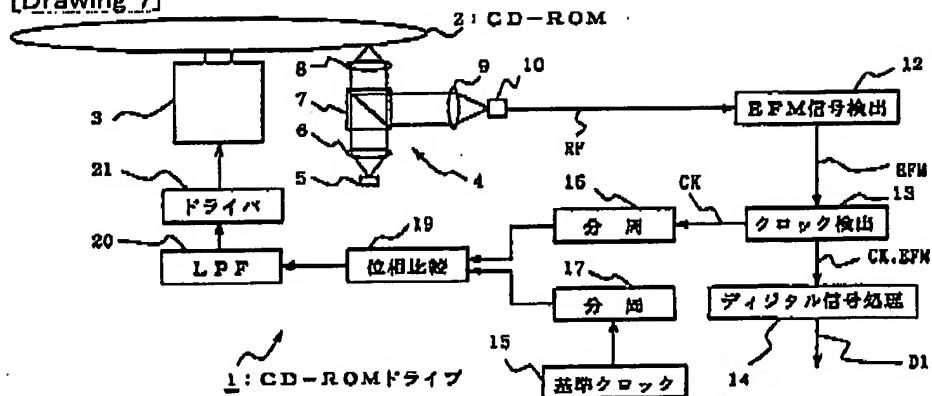 [Drawing 7]
2:CD-ROM
8
9
10
12
3
7
EFM信号検出
6
RF
21
5
4
EFM
16
CK
13
ドライバ
分周
クロック検出
20
19
LPF
位相比較
17
CK.EFM
分周
ディジタル信号処理
15
14
D1
1:CD-ROMドライブ
基準クロック